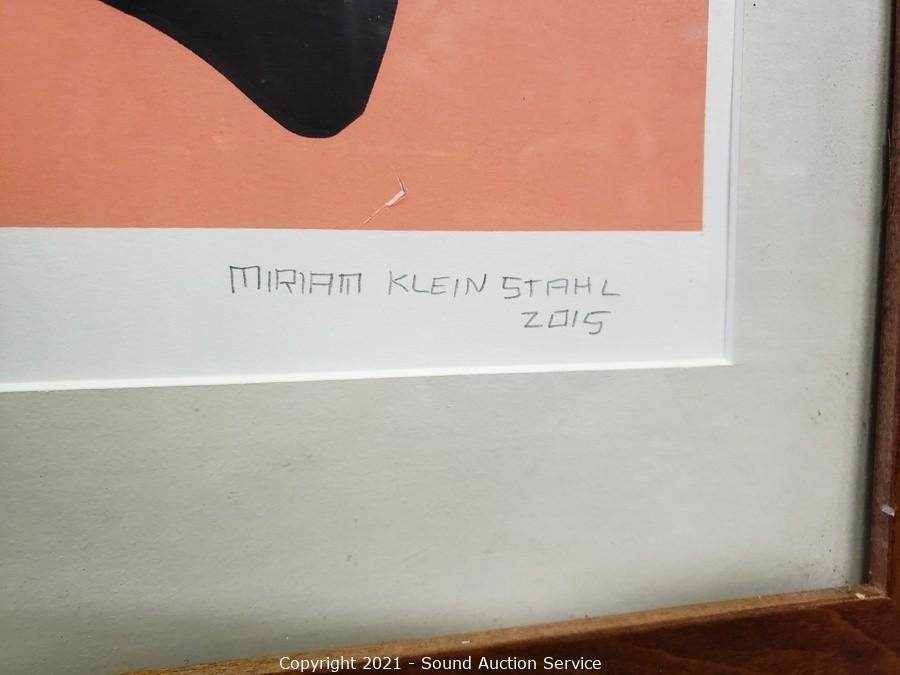 MIRIAM KLEIN STAHL
2015
Copyright 2021 - Sound Auction Service